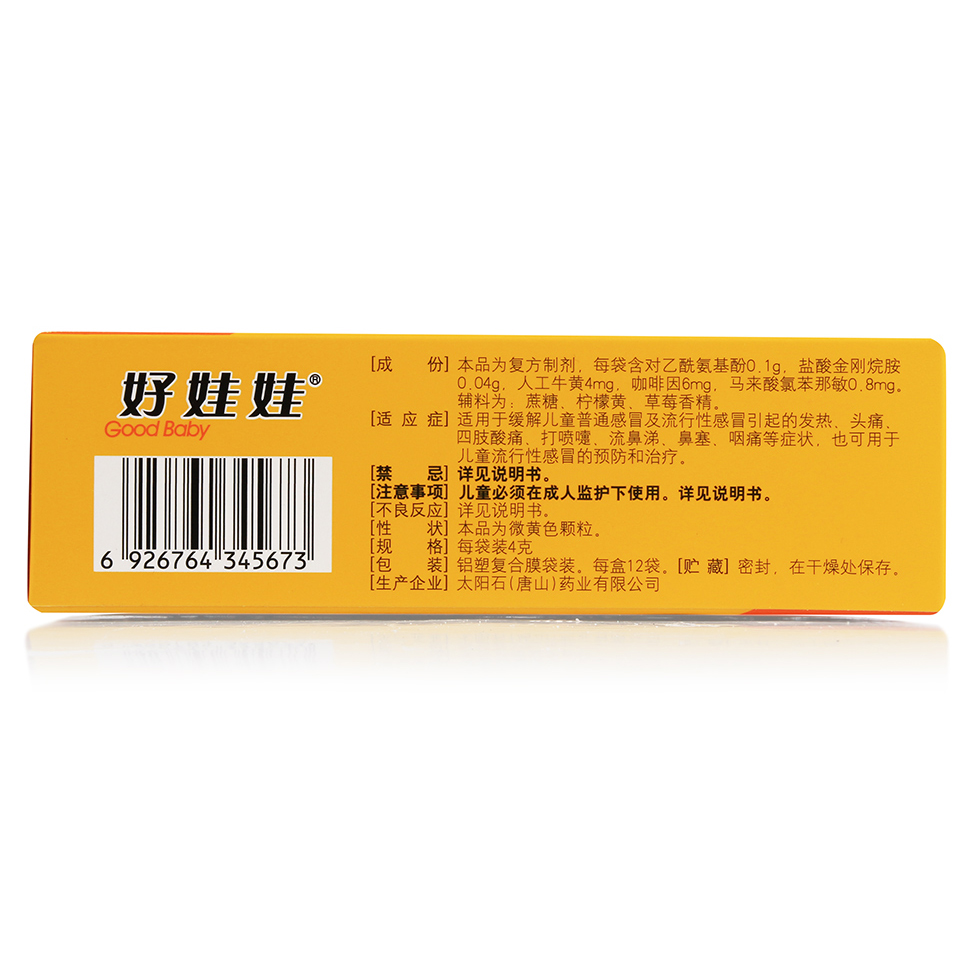 好娃娃®
Good Baby
6 926764 345673
[成 份] 本品为复方制剂，每袋含对乙酰氨基酚0.1g，盐酸金刚烷胺
0.04g，人工牛黄4mg，咖啡因6mg，马来酸氯苯那敏0.8mg。
辅料为：蔗糖、柠檬黄、草莓香精。
[适 应 症] 适用于缓解儿童普通感冒及流行性感冒引起的发热、头痛、
四肢酸痛、打喷嚏、流鼻涕、鼻塞、咽痛等症状，也可用于
儿童流行性感冒的预防和治疗。
[禁 忌] 详见说明书。
[注意事项] 儿童必须在成人监护下使用。详见说明书。
[不良反应] 详见说明书。
[性 状] 本品为微黄色颗粒。
[规 格] 每袋装4克
[包 装] 铝塑复合膜袋装。每盒12袋。[贮 藏] 密封，在干燥处保存。
[生产企业] 太阳石(唐山)药业有限公司